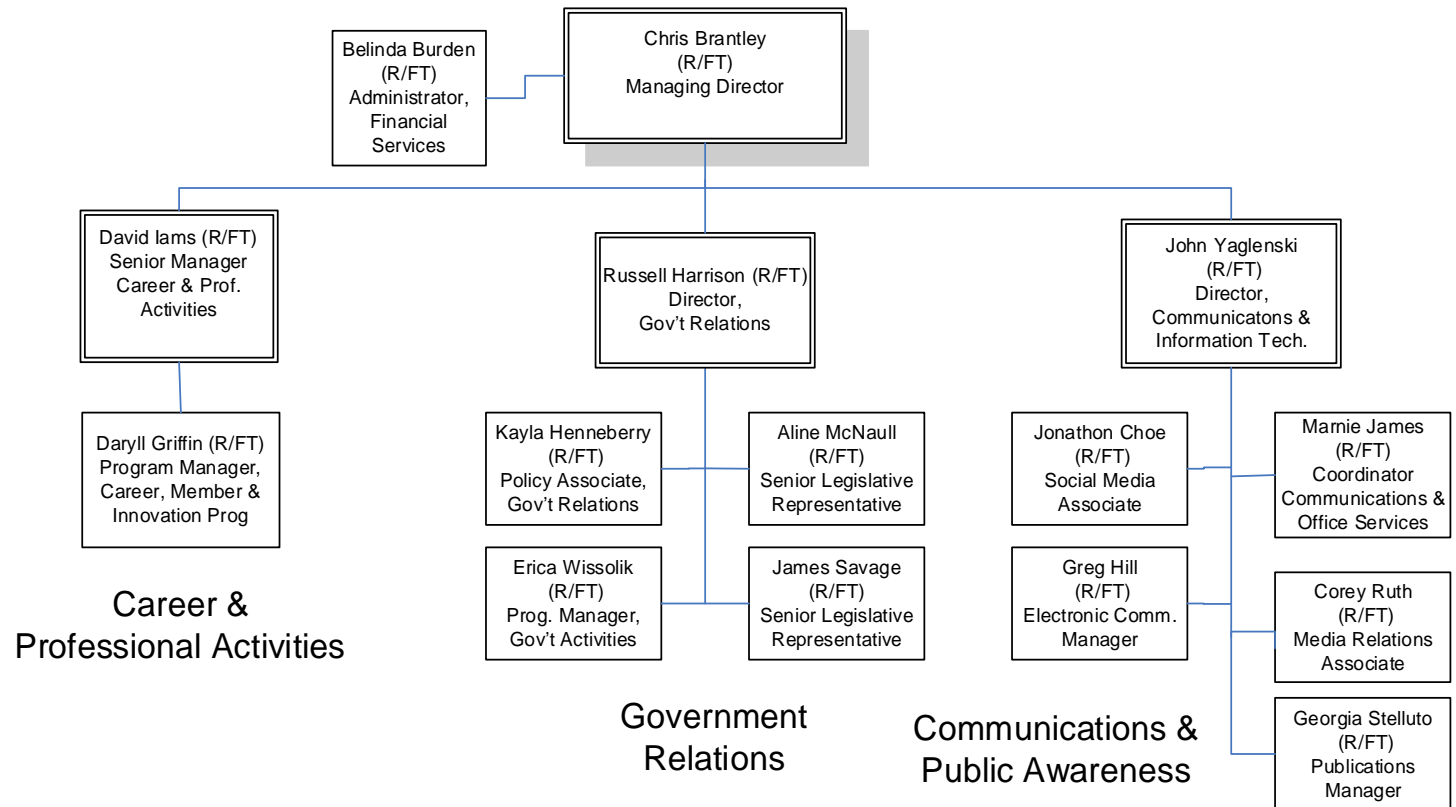 Belinda Burden
(R/FT)
Administrator,
Financial
Services
Chris Brantley
(R/FT)
Managing Director
David Iams (R/FT)
Senior Manager
Career & Prof.
Activities
Russell Harrison (R/FT)
Director,
Gov't Relations
John Yaglenski
(R/FT)
Director,
Communicatons &
Information Tech.
Daryll Griffin (R/FT)
Program Manager,
Career, Member &
Innovation Prog
Kayla Henneberry
(R/FT)
Policy Associate,
Gov't Relations
Aline McNaull
(R/FT)
Senior Legislative
Representative
Jonathon Choe
(R/FT)
Social Media
Associate
Marnie James
(R/FT)
Coordinator
Communications &
Office Services
Erica Wissolik
(R/FT)
Prog. Manager,
Gov't Activities
James Savage
(R/FT)
Senior Legislative
Representative
Greg Hill
(R/FT)
Electronic Comm.
Manager
Corey Ruth
(R/FT)
Media Relations
Associate
Georgia Stelluto
(R/FT)
Publications
Manager
Career &
Professional Activities
Government
Relations
Communications &
Public Awareness